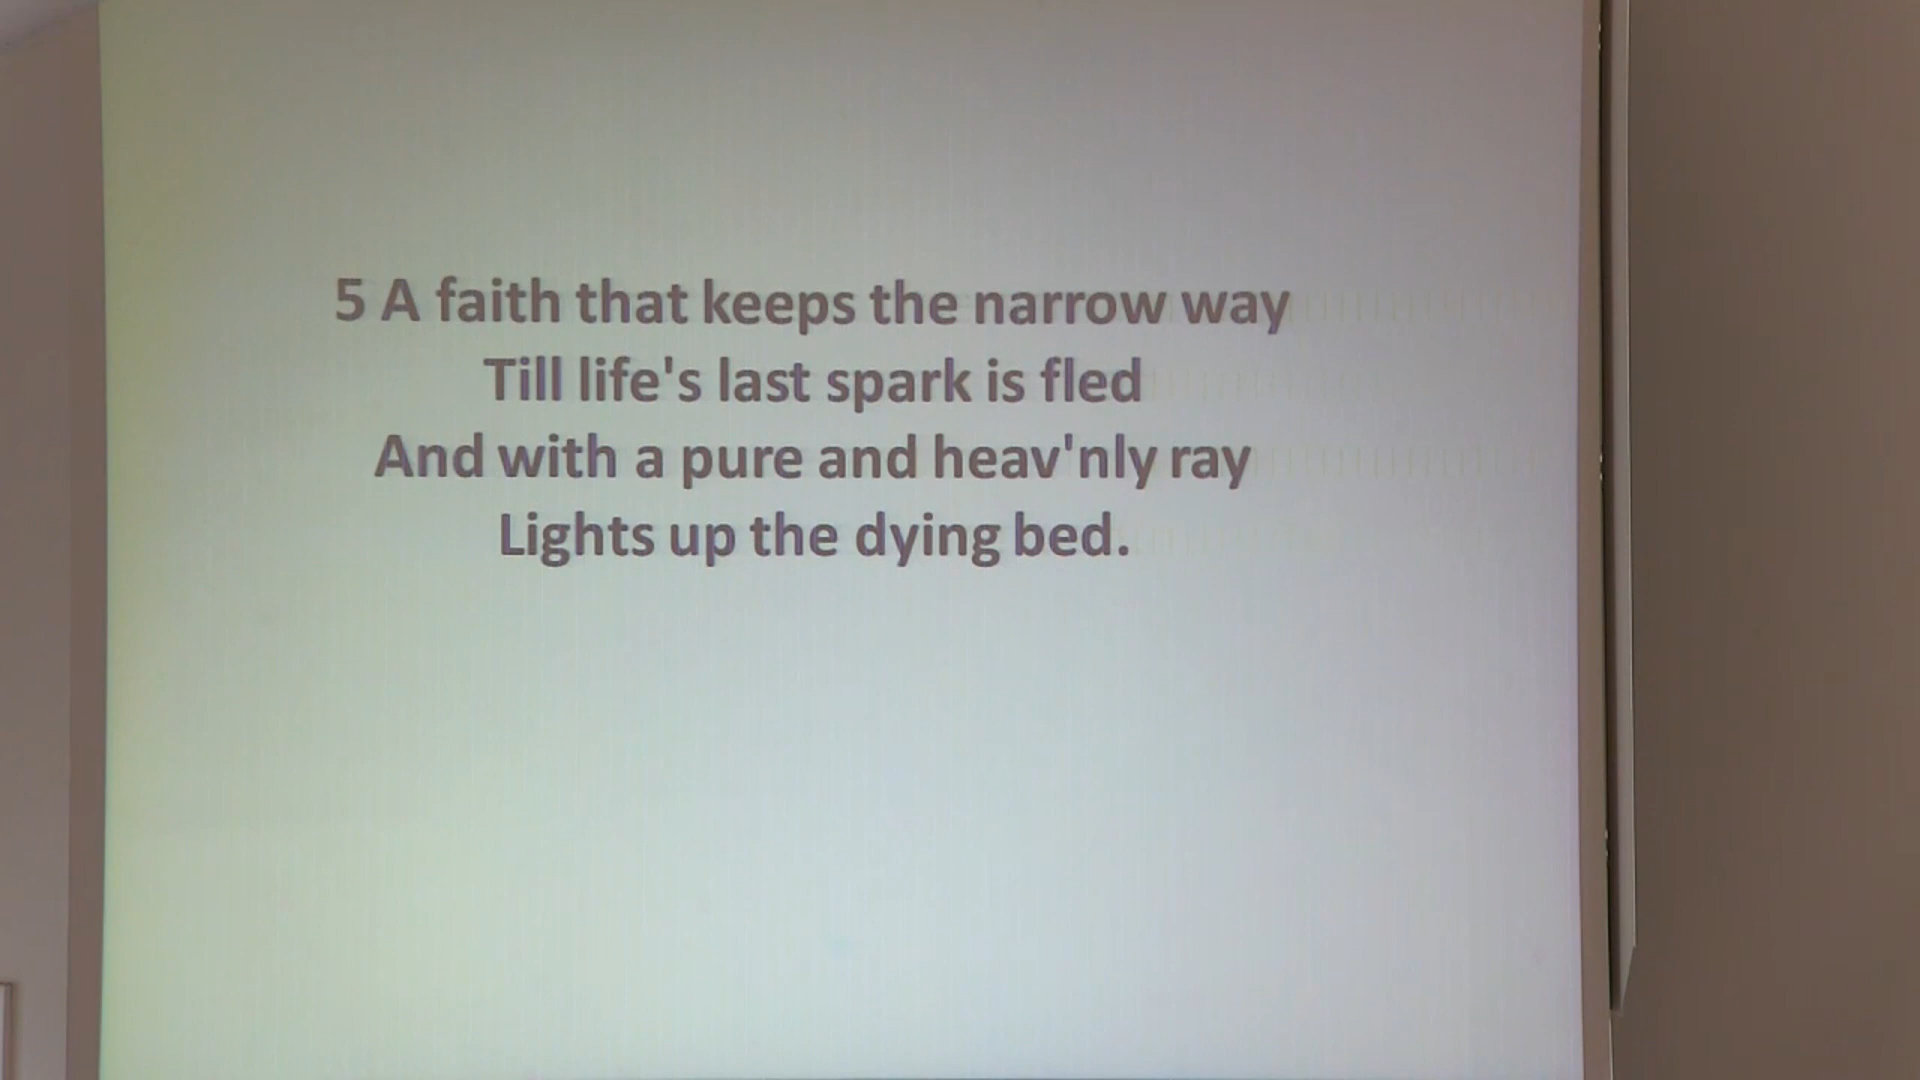 5 A faith that keeps the narrow way
Till life's last spark is fled
And with a pure and heav'nly ray
Lights up the dying bed.